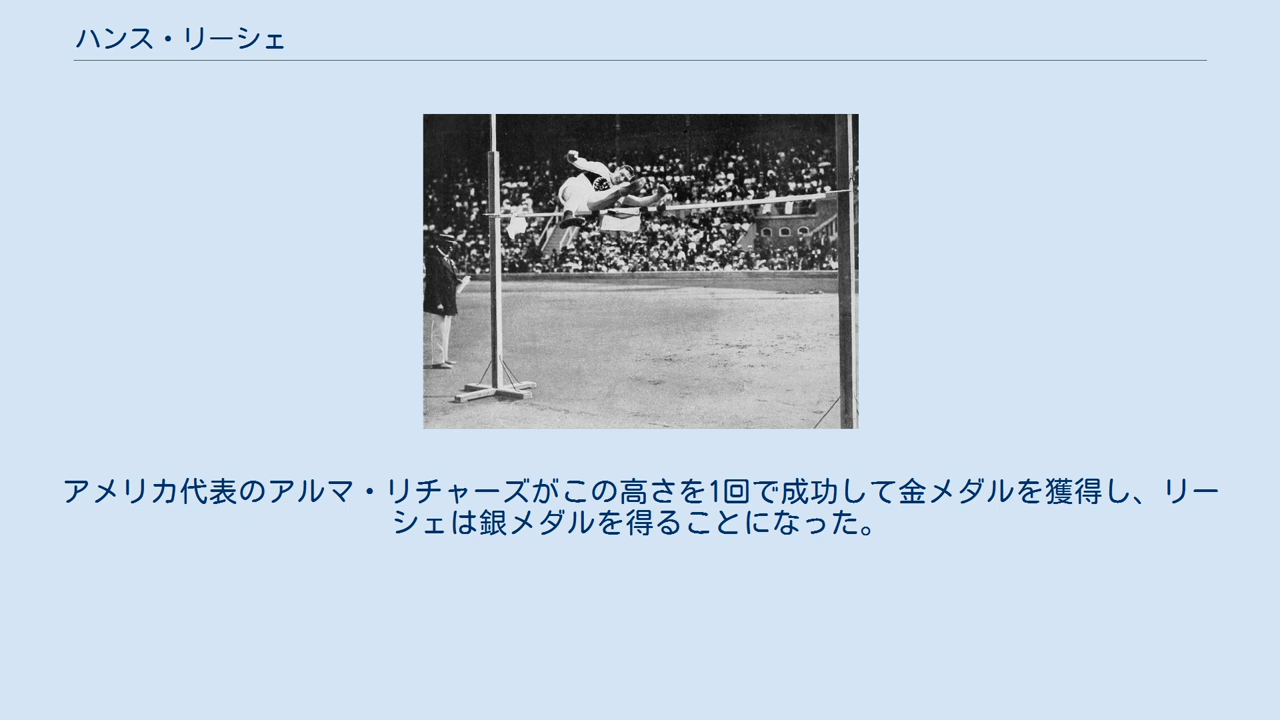 ハンス・リーシェ
アメリカ代表のアルマ・リチャーズがこの高さを1回で成功して金メダルを獲得し、リー
シェは銀メダルを得ることになった。